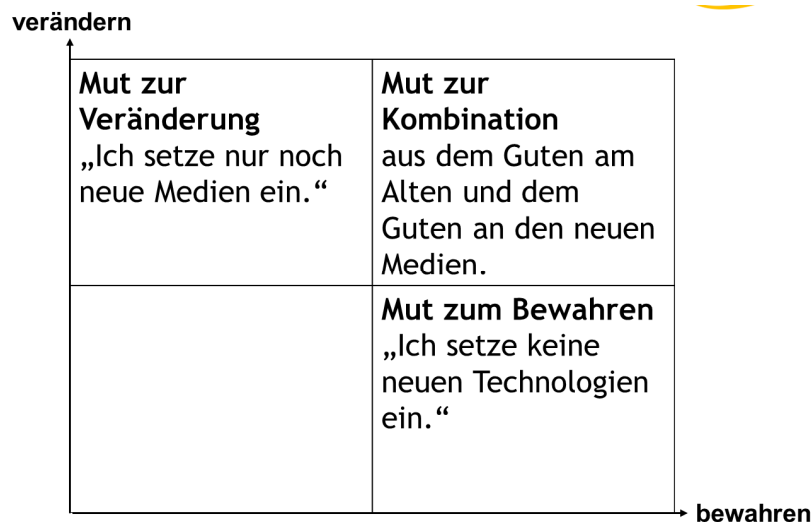 verändern
Mut zur
Veränderung
„Ich setze nur noch
neue Medien ein.“
Mut zur
Kombination
aus dem Guten am
Alten und dem
Guten an den neuen
Medien.
Mut zum Bewahren
„Ich setze keine
neuen Technologien
ein.“
bewahren